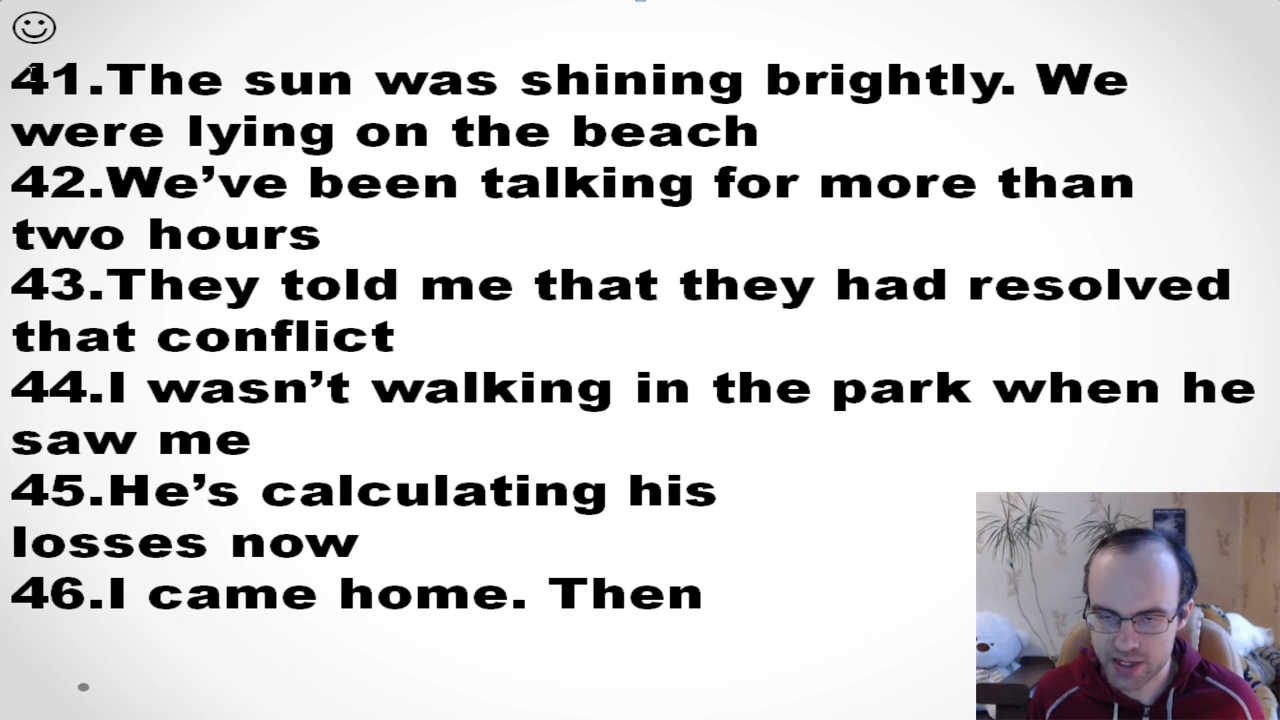 41.The sun was shining brightly. We
were lying on the beach
42.We’ve been talking for more than
two hours
43.They told me that they had resolved
that conflict
44.I wasn’t walking in the park when he
saw me
45.He’s calculating his
losses now
46.I came home. Then